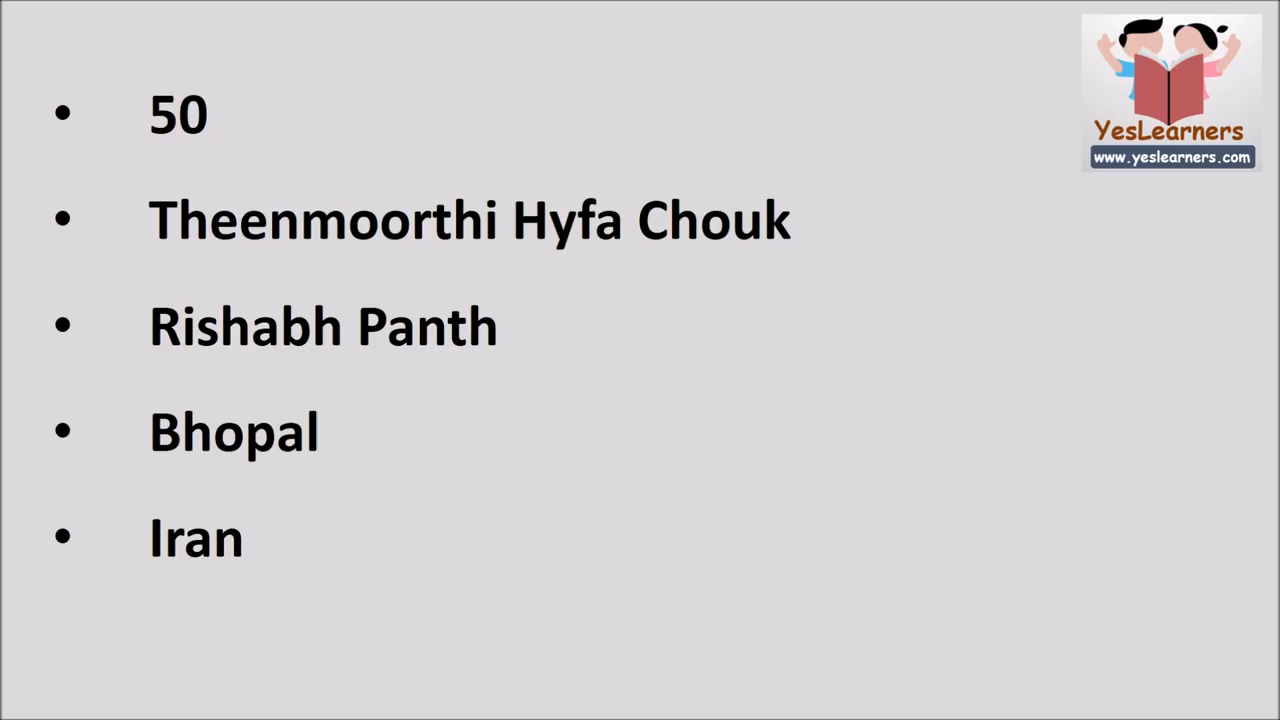 • 50
• Theenmoorthi Hyfa Chouk
• Rishabh Panth
• Bhopal
• Iran
YesLearners
www.yeslearners.com